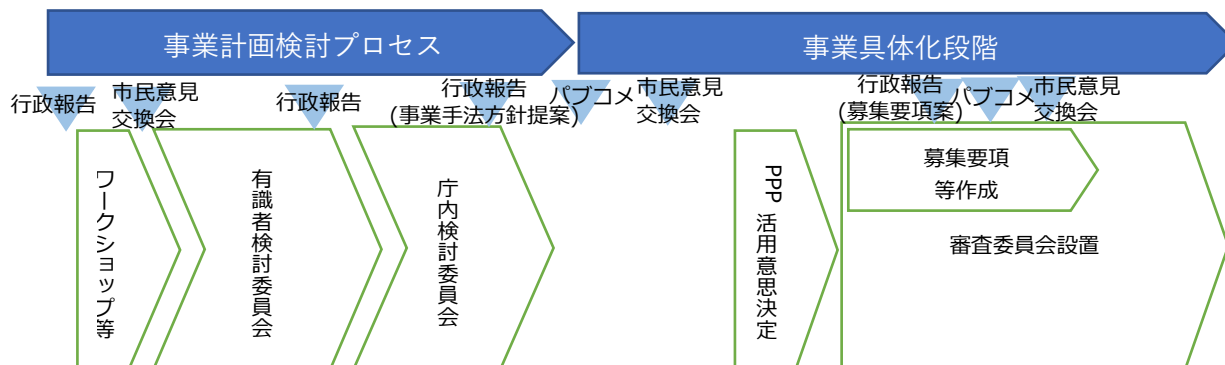 事業計画検討プロセス
事業具体化段階
行政報告
市民意見
交換会
行政報告
行政報告
(事業手法方針提案)
パブコメ
市民意見
交換会
行政報告
(募集要項案)
パブコメ
市民意見
交換会
ワークショップ等
有識者検討委員会
庁内検討委員会
PPP活用意思決定
募集要項
等作成
審査委員会設置